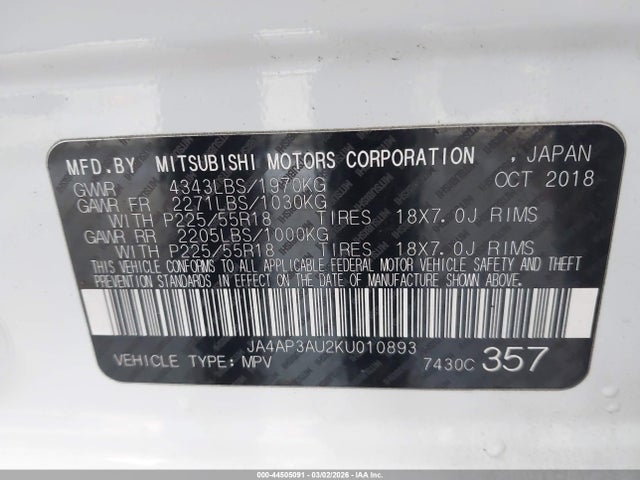 MFD.BY MITSUBISHI MOTORS CORPORATION , JAPAN
GWWR 4343LBS/1970KG OCT 2018
GAWR FR 2271LBS/1030KG
WITH P225/55R18 TIRES 18X7.0J RIMS
GAWR RR 2205LBS/1000KG
WITH P225/55R18 TIRES 18X7.0J RIMS
THIS VEHICLE CONFORMS TO ALL APPLICABLE FEDERAL MOTOR VEHICLE SAFETY AND THEFT
PREVENTION STANDARDS IN EFFECT ON THE DATE OF MANUFACTURE SHOWN ABOVE.
JA4AP3AU2KU010893
VEHICLE TYPE: MPV 7430C 357
000-44505091 - 03/02/2026 - COPYRIGHT IAA, LLC